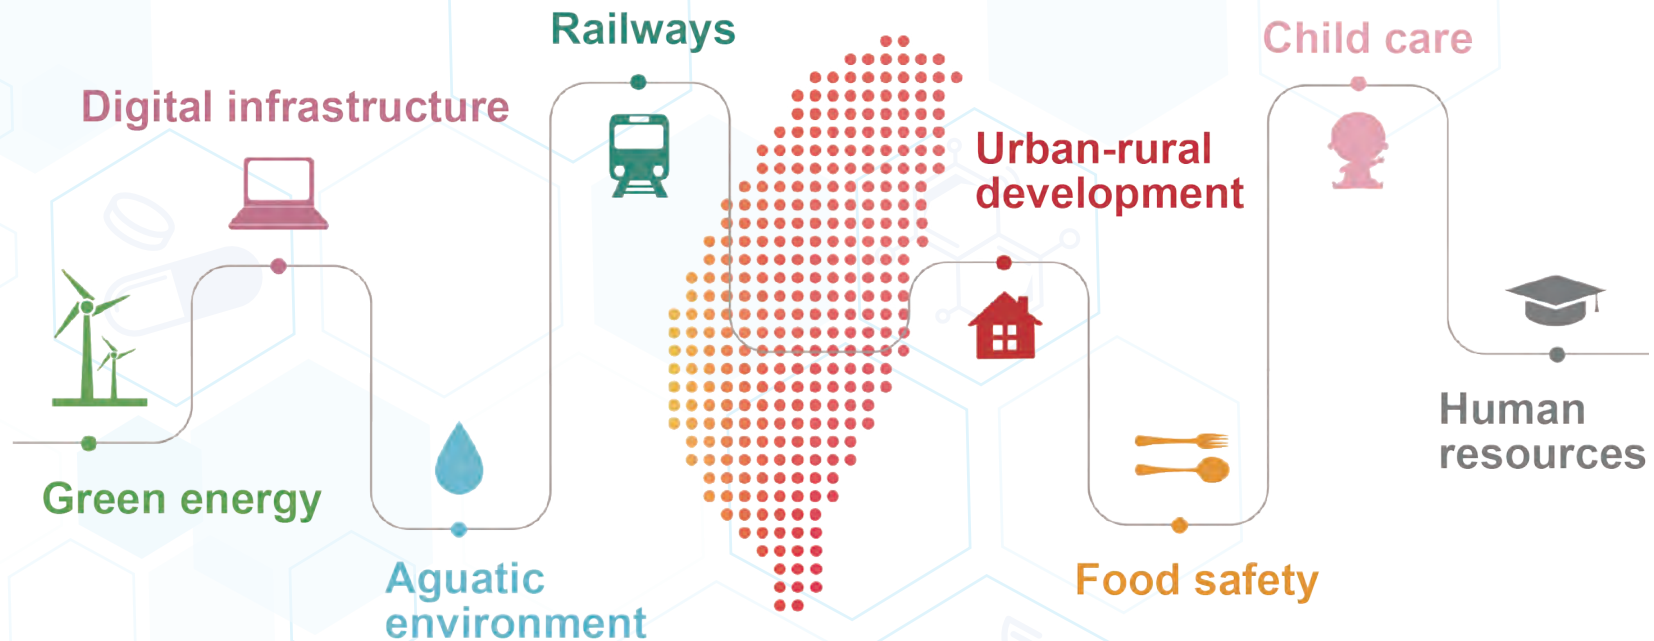 Railways
Child care
Digital infrastructure
Urban-rural
development
Human
resources
Green energy
Aguatic
environment
Food safety